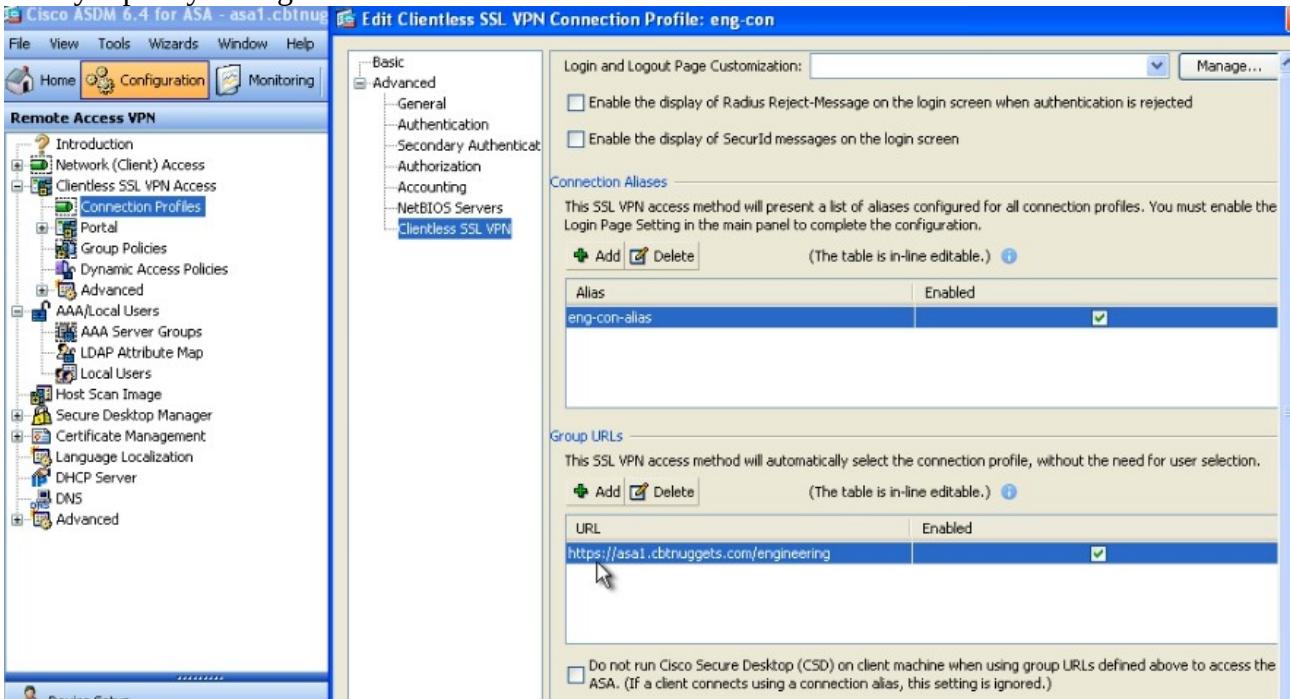 Cisco ASDM 6.4 for ASA - asa1.cbtnug
File View Tools Wizards Window Help
Home Configuration Monitoring
Remote Access VPN
Introduction
Network (Client) Access
Clientless SSL VPN Access
Connection Profiles
Portal
Group Policies
Dynamic Access Policies
Advanced
AAA/Local Users
AAA Server Groups
LDAP Attribute Map
Local Users
Host Scan Image
Secure Desktop Manager
Certificate Management
Language Localization
DHCP Server
DNS
Advanced
Edit Clientless SSL VPN Connection Profile: eng-con
Basic
Advanced
General
Authentication
Secondary Authenticat
Authorization
Accounting
NetBIOS Servers
Clientless SSL VPN
Login and Logout Page Customization: Manage...
Enable the display of Radius Reject-Message on the login screen when authentication is rejected
Enable the display of SecurId messages on the login screen
Connection Aliases
This SSL VPN access method will present a list of aliases configured for all connection profiles. You must enable the
Login Page Setting in the main panel to complete the configuration.
Add Delete (The table is in-line editable.)
Alias Enabled
eng-con-alias
Group URLs
This SSL VPN access method will automatically select the connection profile, without the need for user selection.
Add Delete (The table is in-line editable.)
URL Enabled
https://asa1.cbtnuggets.com/engineering
Do not run Cisco Secure Desktop (CSD) on client machine when using group URLs defined above to access the
ASA. (If a client connects using a connection alias, this setting is ignored.)